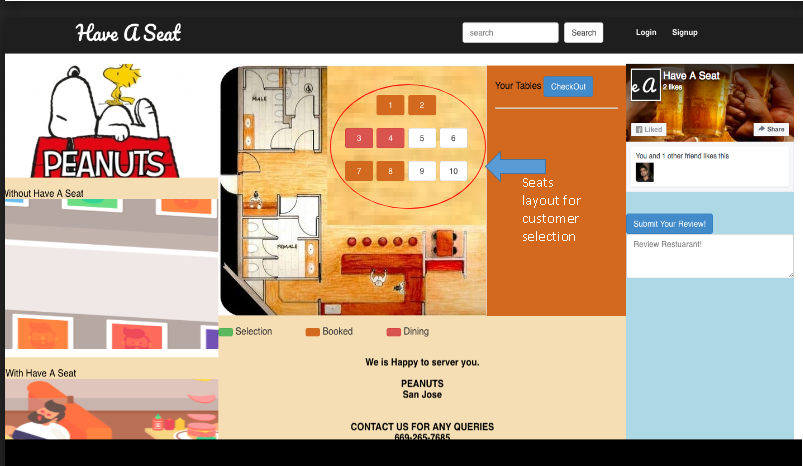 Have A Seat
search
Search
Login
Signup
PEANUTS
Without Have A Seat
With Have A Seat
MALE
FEMALE
1 2
3 4 5 6
7 8 9 10
Your Tables CheckOut
Seats
layout for
customer
selection
Selection Booked Dining
We is Happy to server you.
PEANUTS
San Jose
CONTACT US FOR ANY QUERIES
669-265-7685
e A
Have A Seat
2 likes
Liked
Share
You and 1 other friend likes this
Submit Your Review!
Review Restuarant!